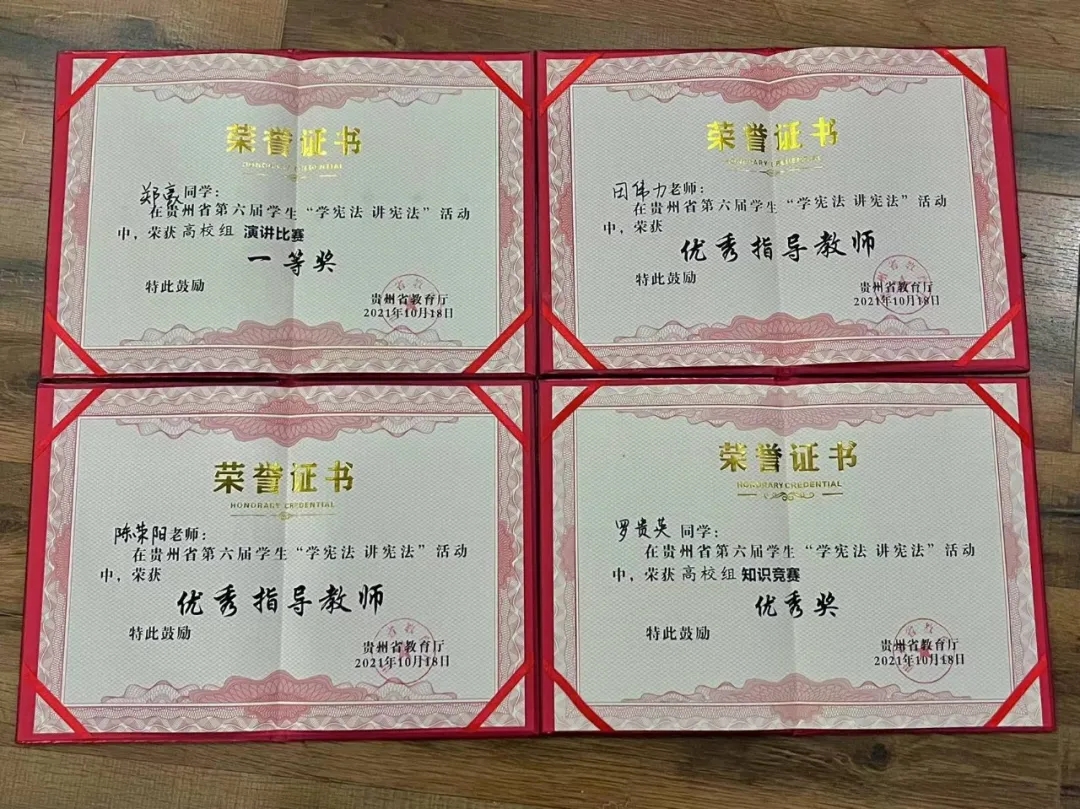 荣誉证书
HONORARY CREDENTIAL
郑豪同学：
在贵州省第六届学生“学宪法 讲宪法”活动
中，荣获高校组 演讲比赛
一等奖
特此鼓励
贵州省教育厅
2021年10月18日
荣誉证书
HONORARY CREDENTIAL
田伟力老师：
在贵州省第六届学生“学宪法 讲宪法”活动
中，荣获
优秀指导教师
特此鼓励
贵州省教育厅
2021年10月18日
荣誉证书
HONORARY CREDENTIAL
陈荣阳老师：
在贵州省第六届学生“学宪法 讲宪法”活动
中，荣获
优秀指导教师
特此鼓励
贵州省教育厅
2021年10月18日
荣誉证书
HONORARY CREDENTIAL
罗贵英 同学：
在贵州省第六届学生“学宪法 讲宪法”活动
中，荣获高校组 知识竞赛
优秀奖
特此鼓励
贵州省教育厅
2021年10月18日